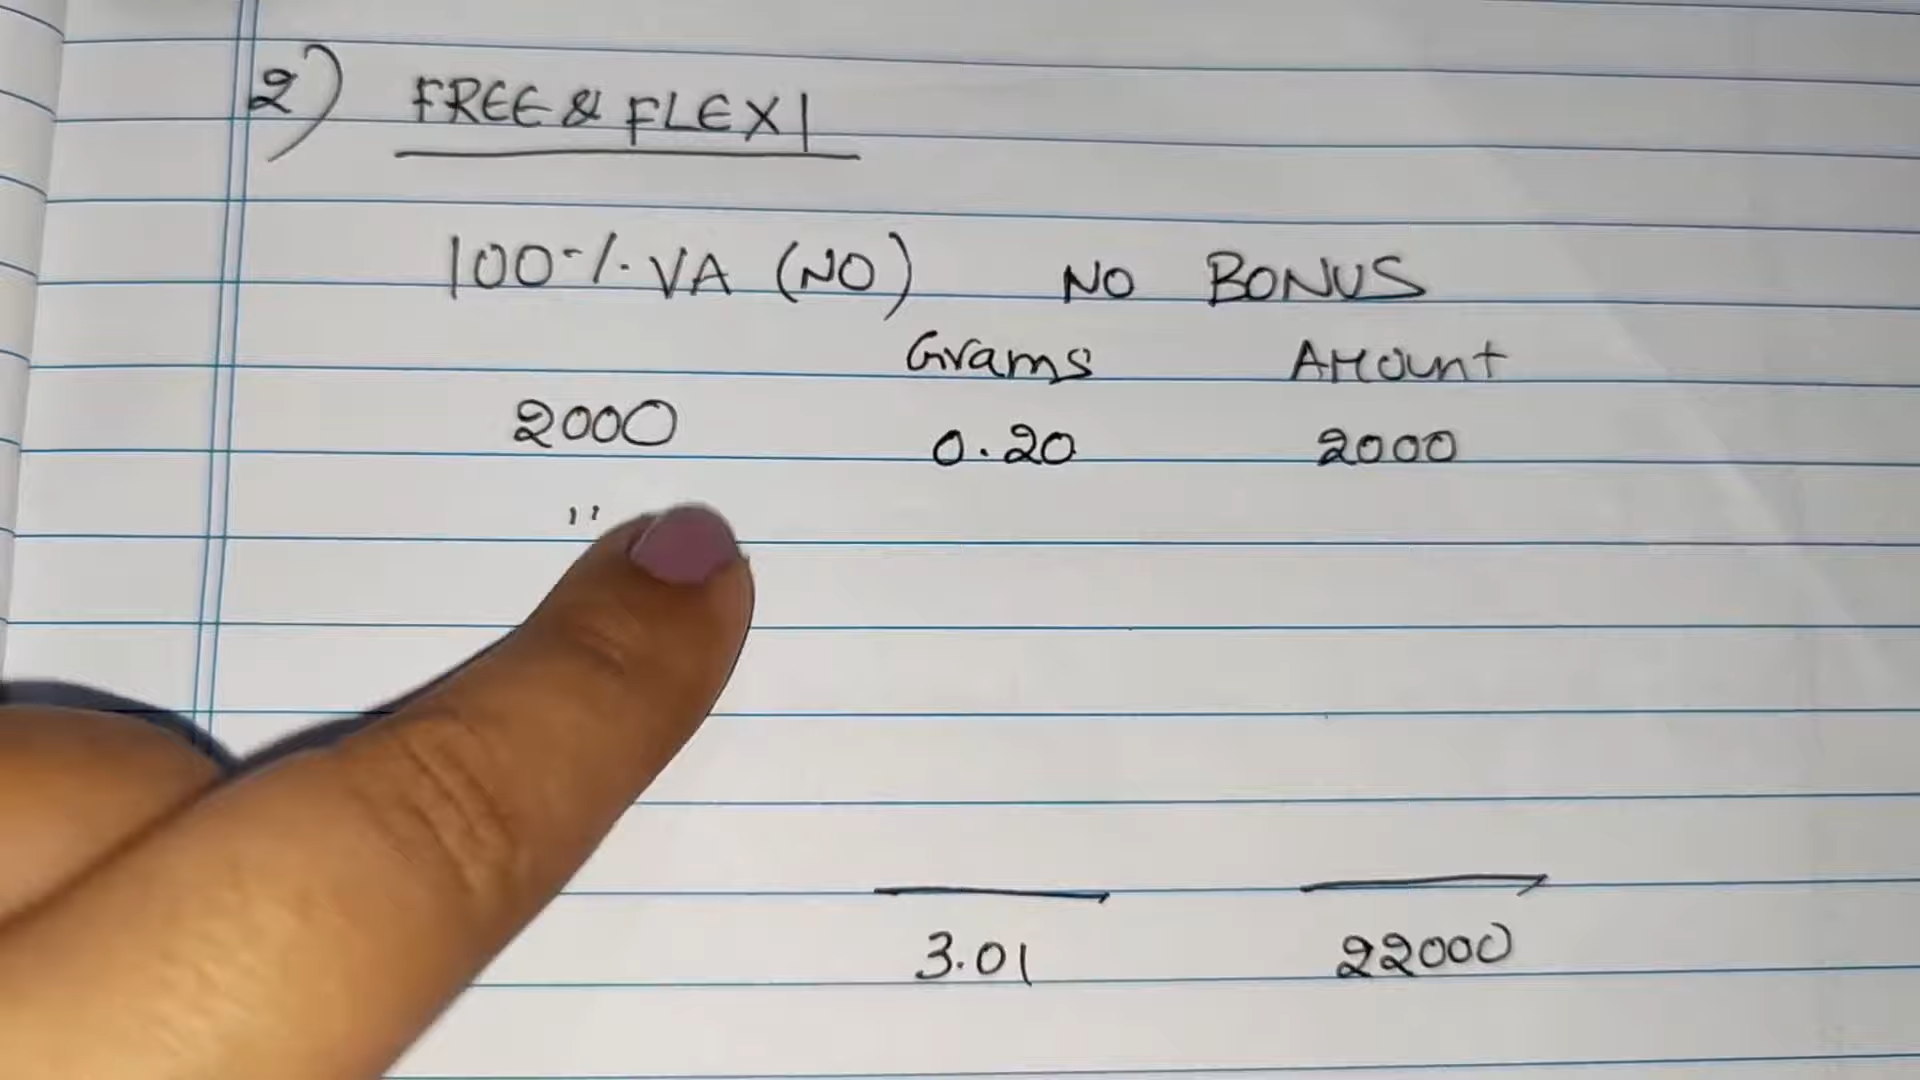 2) FREE & FLEXI
100% VA (NO) NO BONUS
Grams Amount
2000 0.20 2000
"
3.01 22000